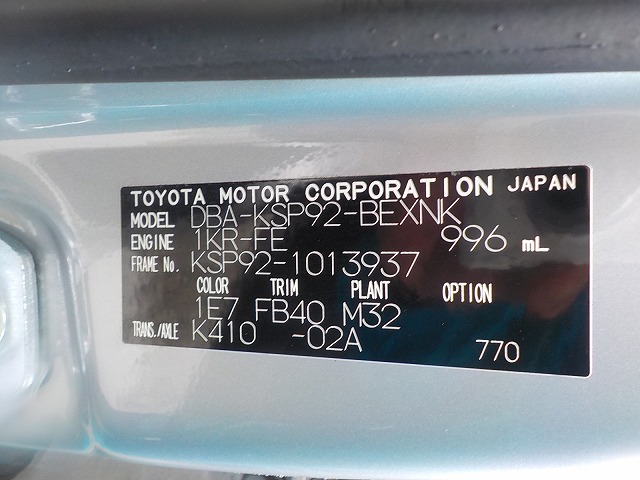 TOYOTA MOTOR CORPORATION JAPAN
MODEL DBA-KSP92-BEXNK
ENGINE 1KR-FE 996 mL
FRAME No. KSP92-1013937
COLOR TRIM PLANT OPTION
1E7 FB40 M32
TRANS./AXLE K410 -02A
770